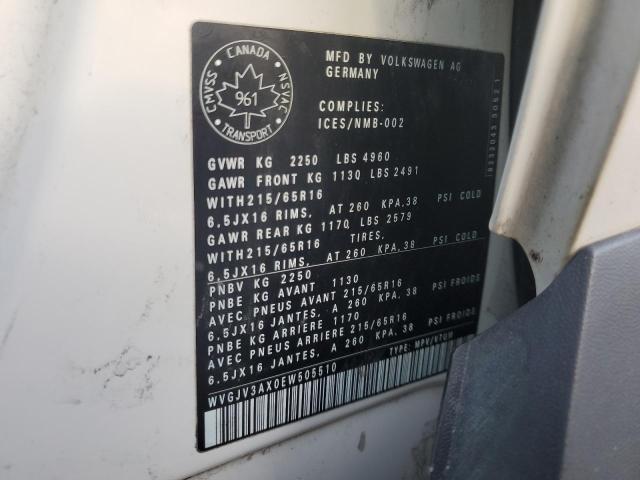 CANADA
CMVSS
NSVAC
961
TRANSPORT
MFD BY VOLKSWAGEN AG
GERMANY
COMPLIES:
ICES/NMB-002
GVWR KG 2250 LBS 4960
GAWR FRONT KG 1130 LBS 2491
WITH215/65R16
6.5JX16 RIMS, AT 260 KPA.38 PSI COLD
GAWR REAR KG 1170 LBS 2579
WITH215/65R16 TIRES,
6.5JX16 RIMS, AT 260 KPA.38 PSI COLD
PNBV KG 2250
PNBE KG AVANT 1130
AVEC PNEUS AVANT 215/65R16
6.5JX16 JANTES, A 260 KPA.38 PSI FROIDS
PNBE KG ARRIÈRE 1170
AVEC PNEUS ARRIERE 215/65R16
6.5JX16 JANTES, A 260 KPA.38 PSI FROIDS
TYPE: MPV/VTUM
WVGJV3AX0EW505510